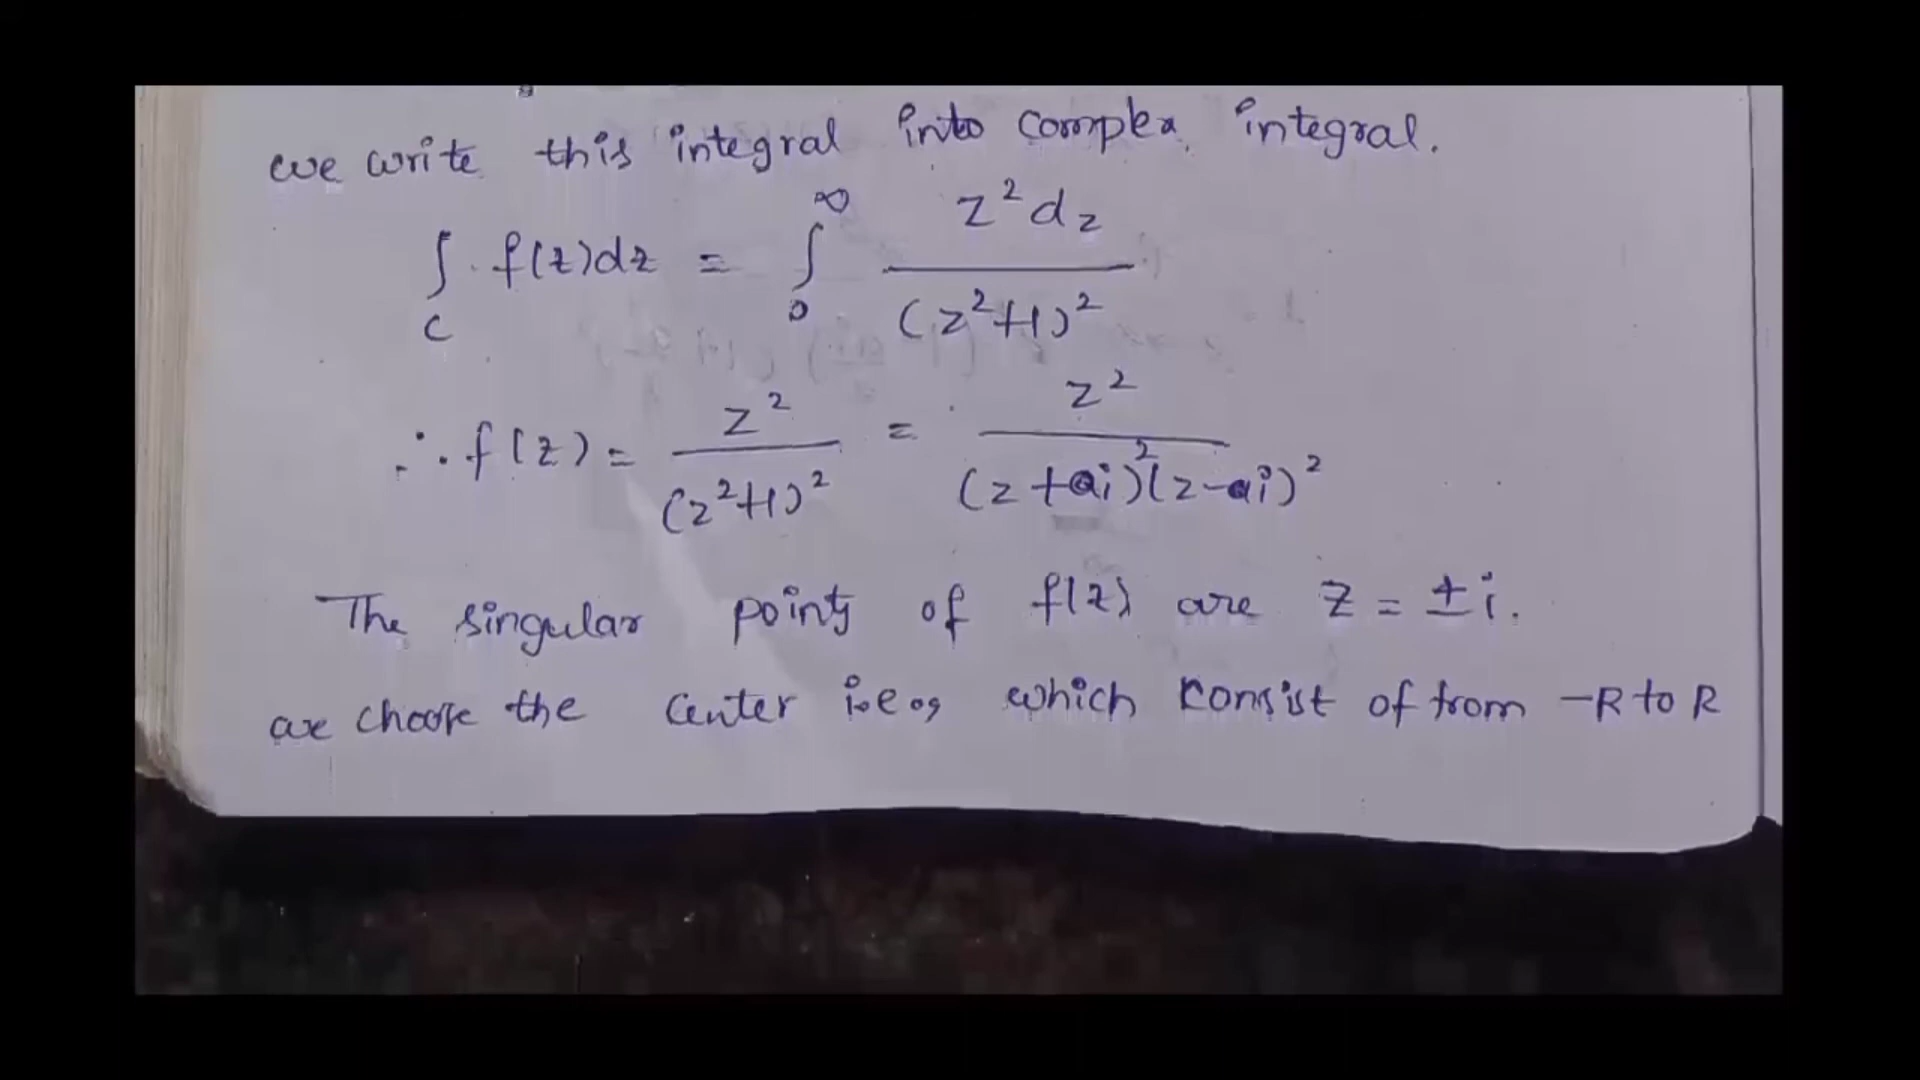 we write this integral into complex integral.
∫_C f(z)dz = ∫_0^∞ z²dz / (z²+1)²
∴ f(z) = z² / (z²+1)² = z² / (z+ai)²(z-ai)²
The singular points of f(z) are z = ±i.
we choose the center i.e., which consist of from -R to R